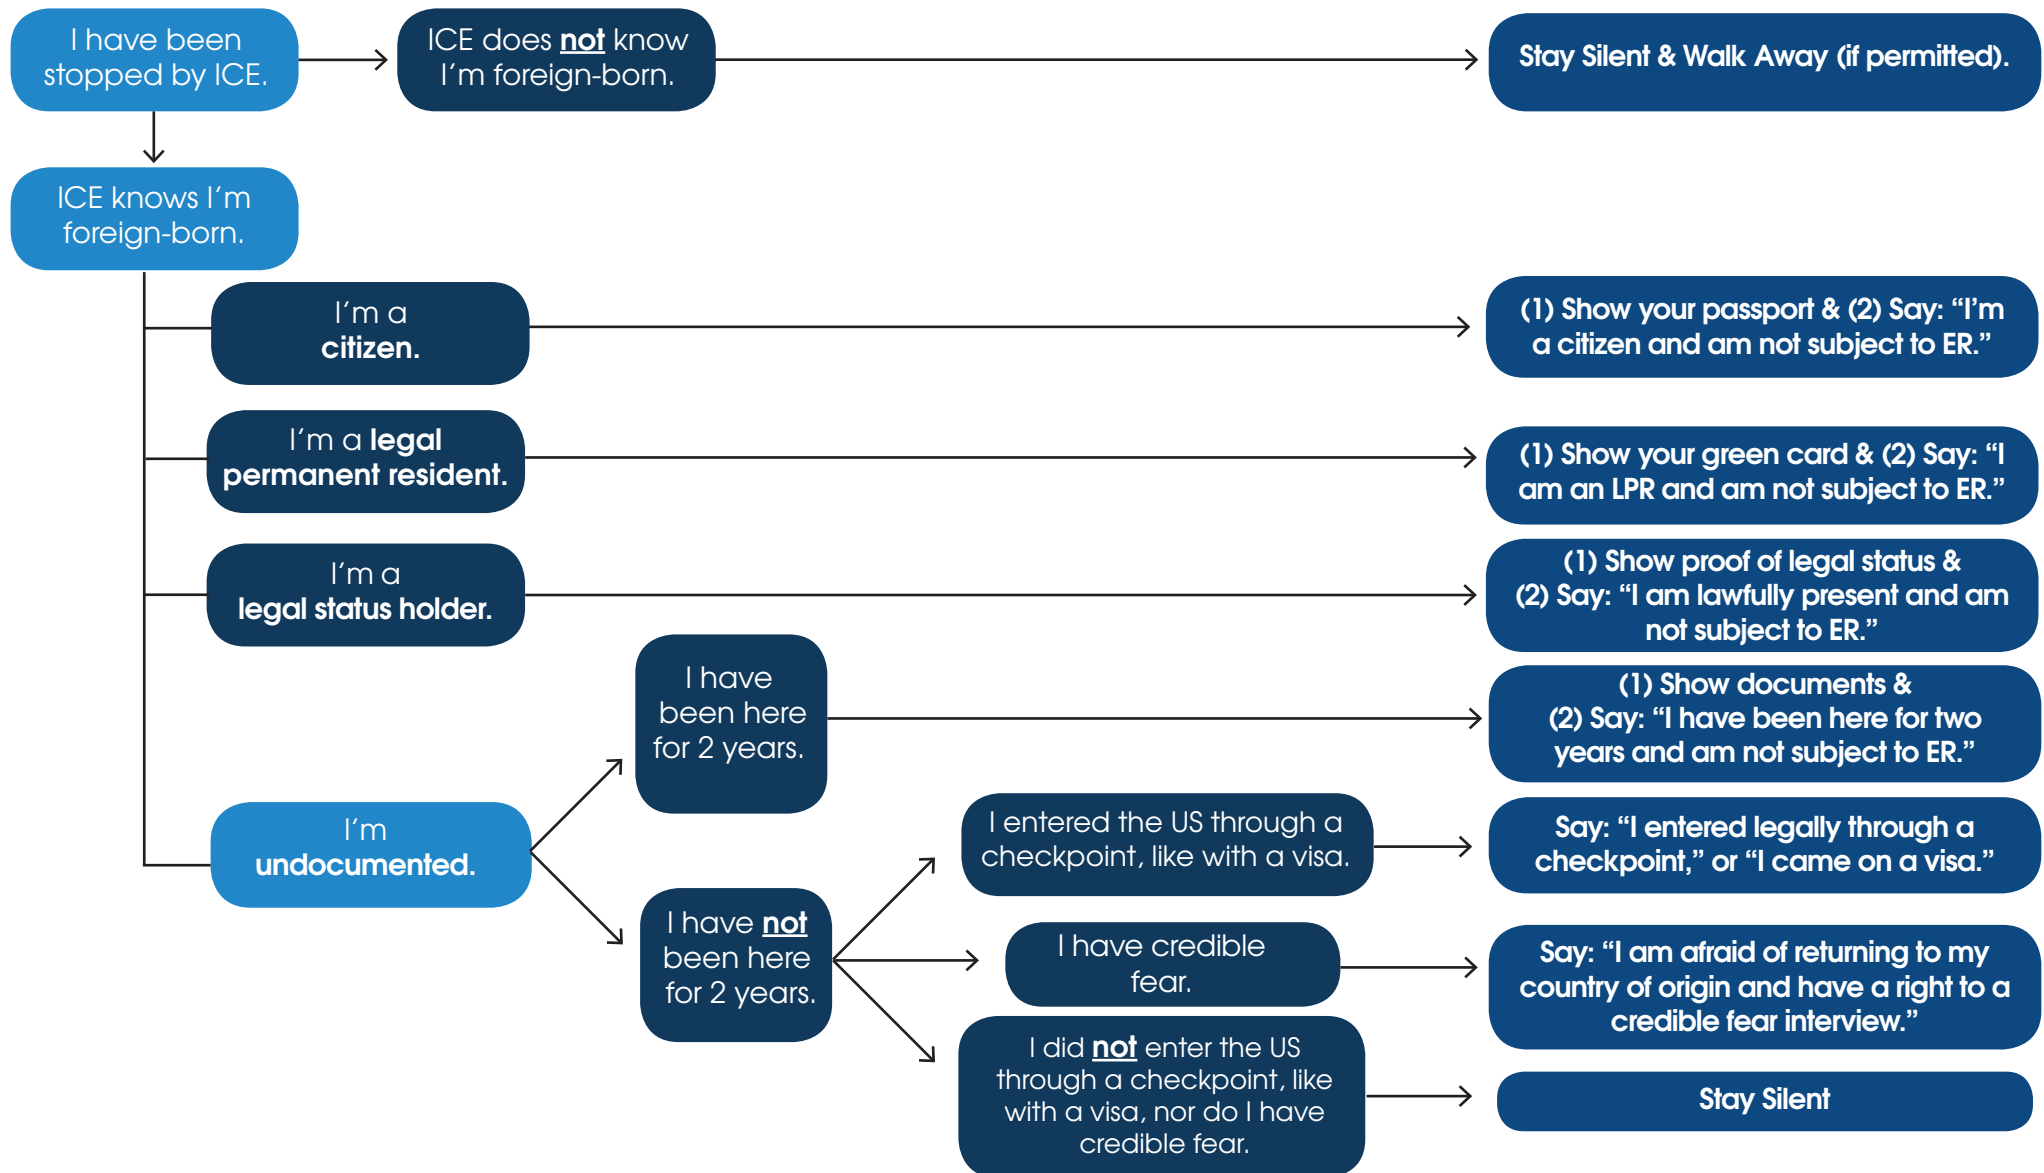 I have been
stopped by ICE.
ICE does not know
I'm foreign-born.
Stay Silent & Walk Away (if permitted).
ICE knows I'm
foreign-born.
I'm a
citizen.
(1) Show your passport & (2) Say: “I'm
a citizen and am not subject to ER.”
I'm a legal
permanent resident.
(1) Show your green card & (2) Say: “I
am an LPR and am not subject to ER.”
I'm a
legal status holder.
(1) Show proof of legal status &
(2) Say: “I am lawfully present and am
not subject to ER.”
I'm
undocumented.
I have
been here
for 2 years.
(1) Show documents &
(2) Say: “I have been here for two
years and am not subject to ER.”
I have not
been here
for 2 years.
I entered the US through a
checkpoint, like with a visa.
Say: “I entered legally through a
checkpoint,” or “I came on a visa.”
I have credible
fear.
Say: “I am afraid of returning to my
country of origin and have a right to a
credible fear interview.”
I did not enter the US
through a checkpoint, like
with a visa, nor do I have
credible fear.
Stay Silent